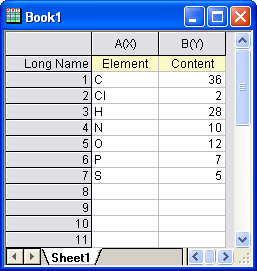 Book1
A(X) B(Y)
Long Name Element Content
1 C 36
2 Cl 2
3 H 28
4 N 10
5 O 12
6 P 7
7 S 5
8
9
10
11
Sheet1